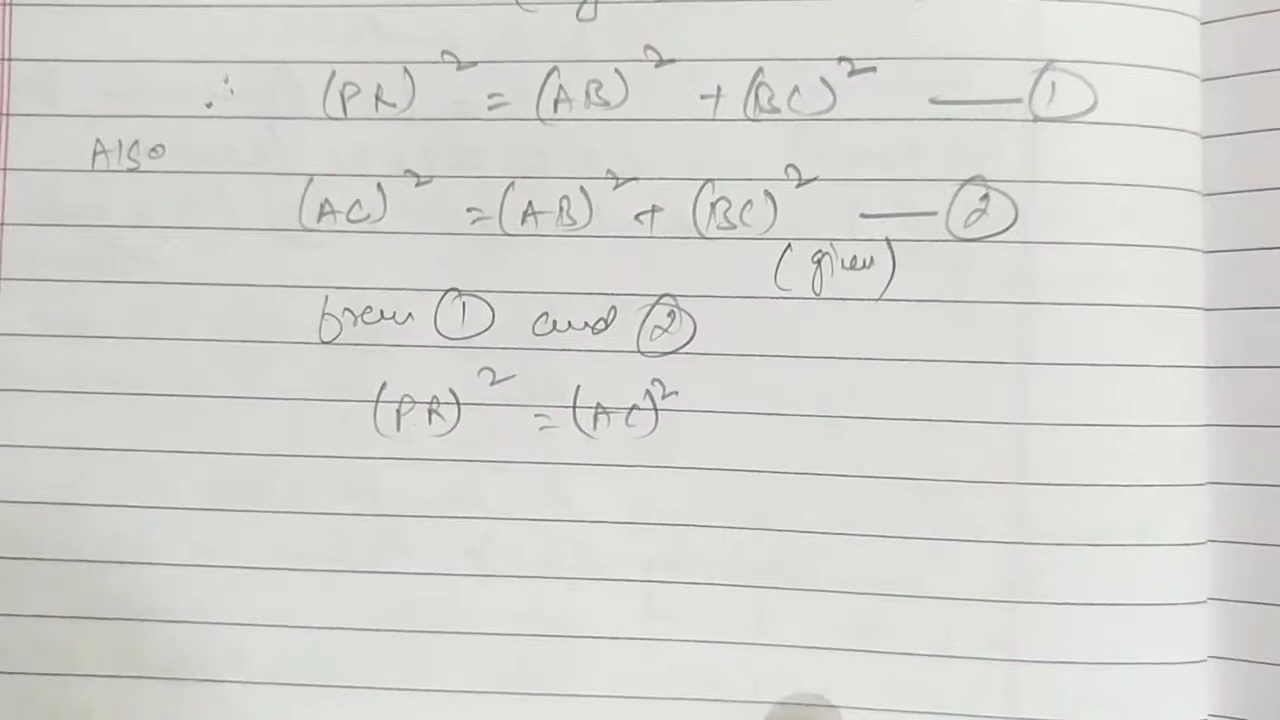 ∴ (PR)² = (AB)² + (BC)² — ①
Also
(AC)² = (AB)² + (BC)² — ②
(given)
from ① and ②
(PR)² = (AC)²